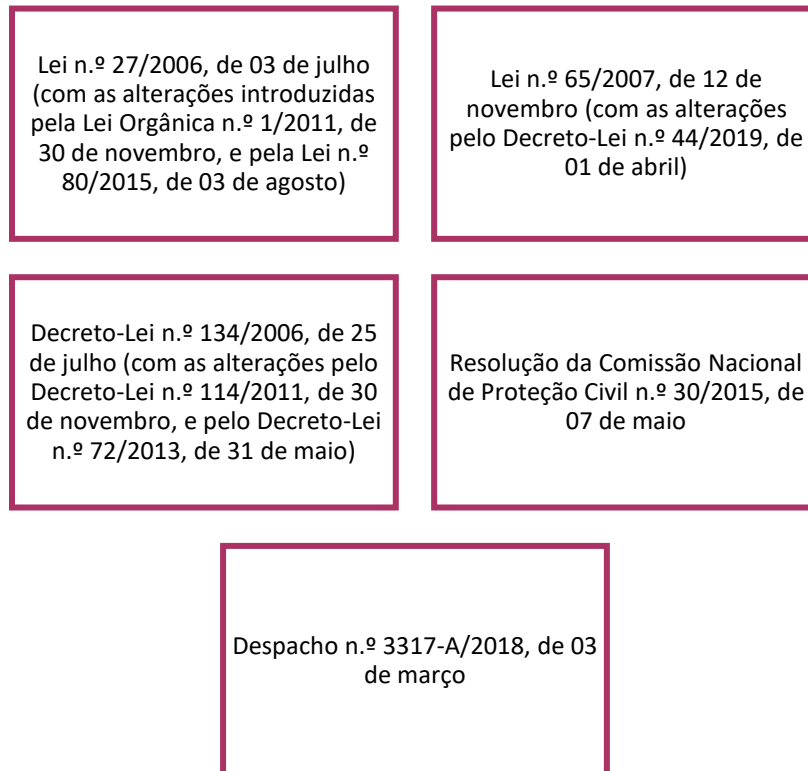 Lei n.º 27/2006, de 03 de julho
(com as alterações introduzidas
pela Lei Orgânica n.º 1/2011, de
30 de novembro, e pela Lei n.º
80/2015, de 03 de agosto)
Lei n.º 65/2007, de 12 de
novembro (com as alterações
pelo Decreto-Lei n.º 44/2019, de
01 de abril)
Decreto-Lei n.º 134/2006, de 25
de julho (com as alterações pelo
Decreto-Lei n.º 114/2011, de 30
de novembro, e pelo Decreto-Lei
n.º 72/2013, de 31 de maio)
Resolução da Comissão Nacional
de Proteção Civil n.º 30/2015, de
07 de maio
Despacho n.º 3317-A/2018, de 03
de março